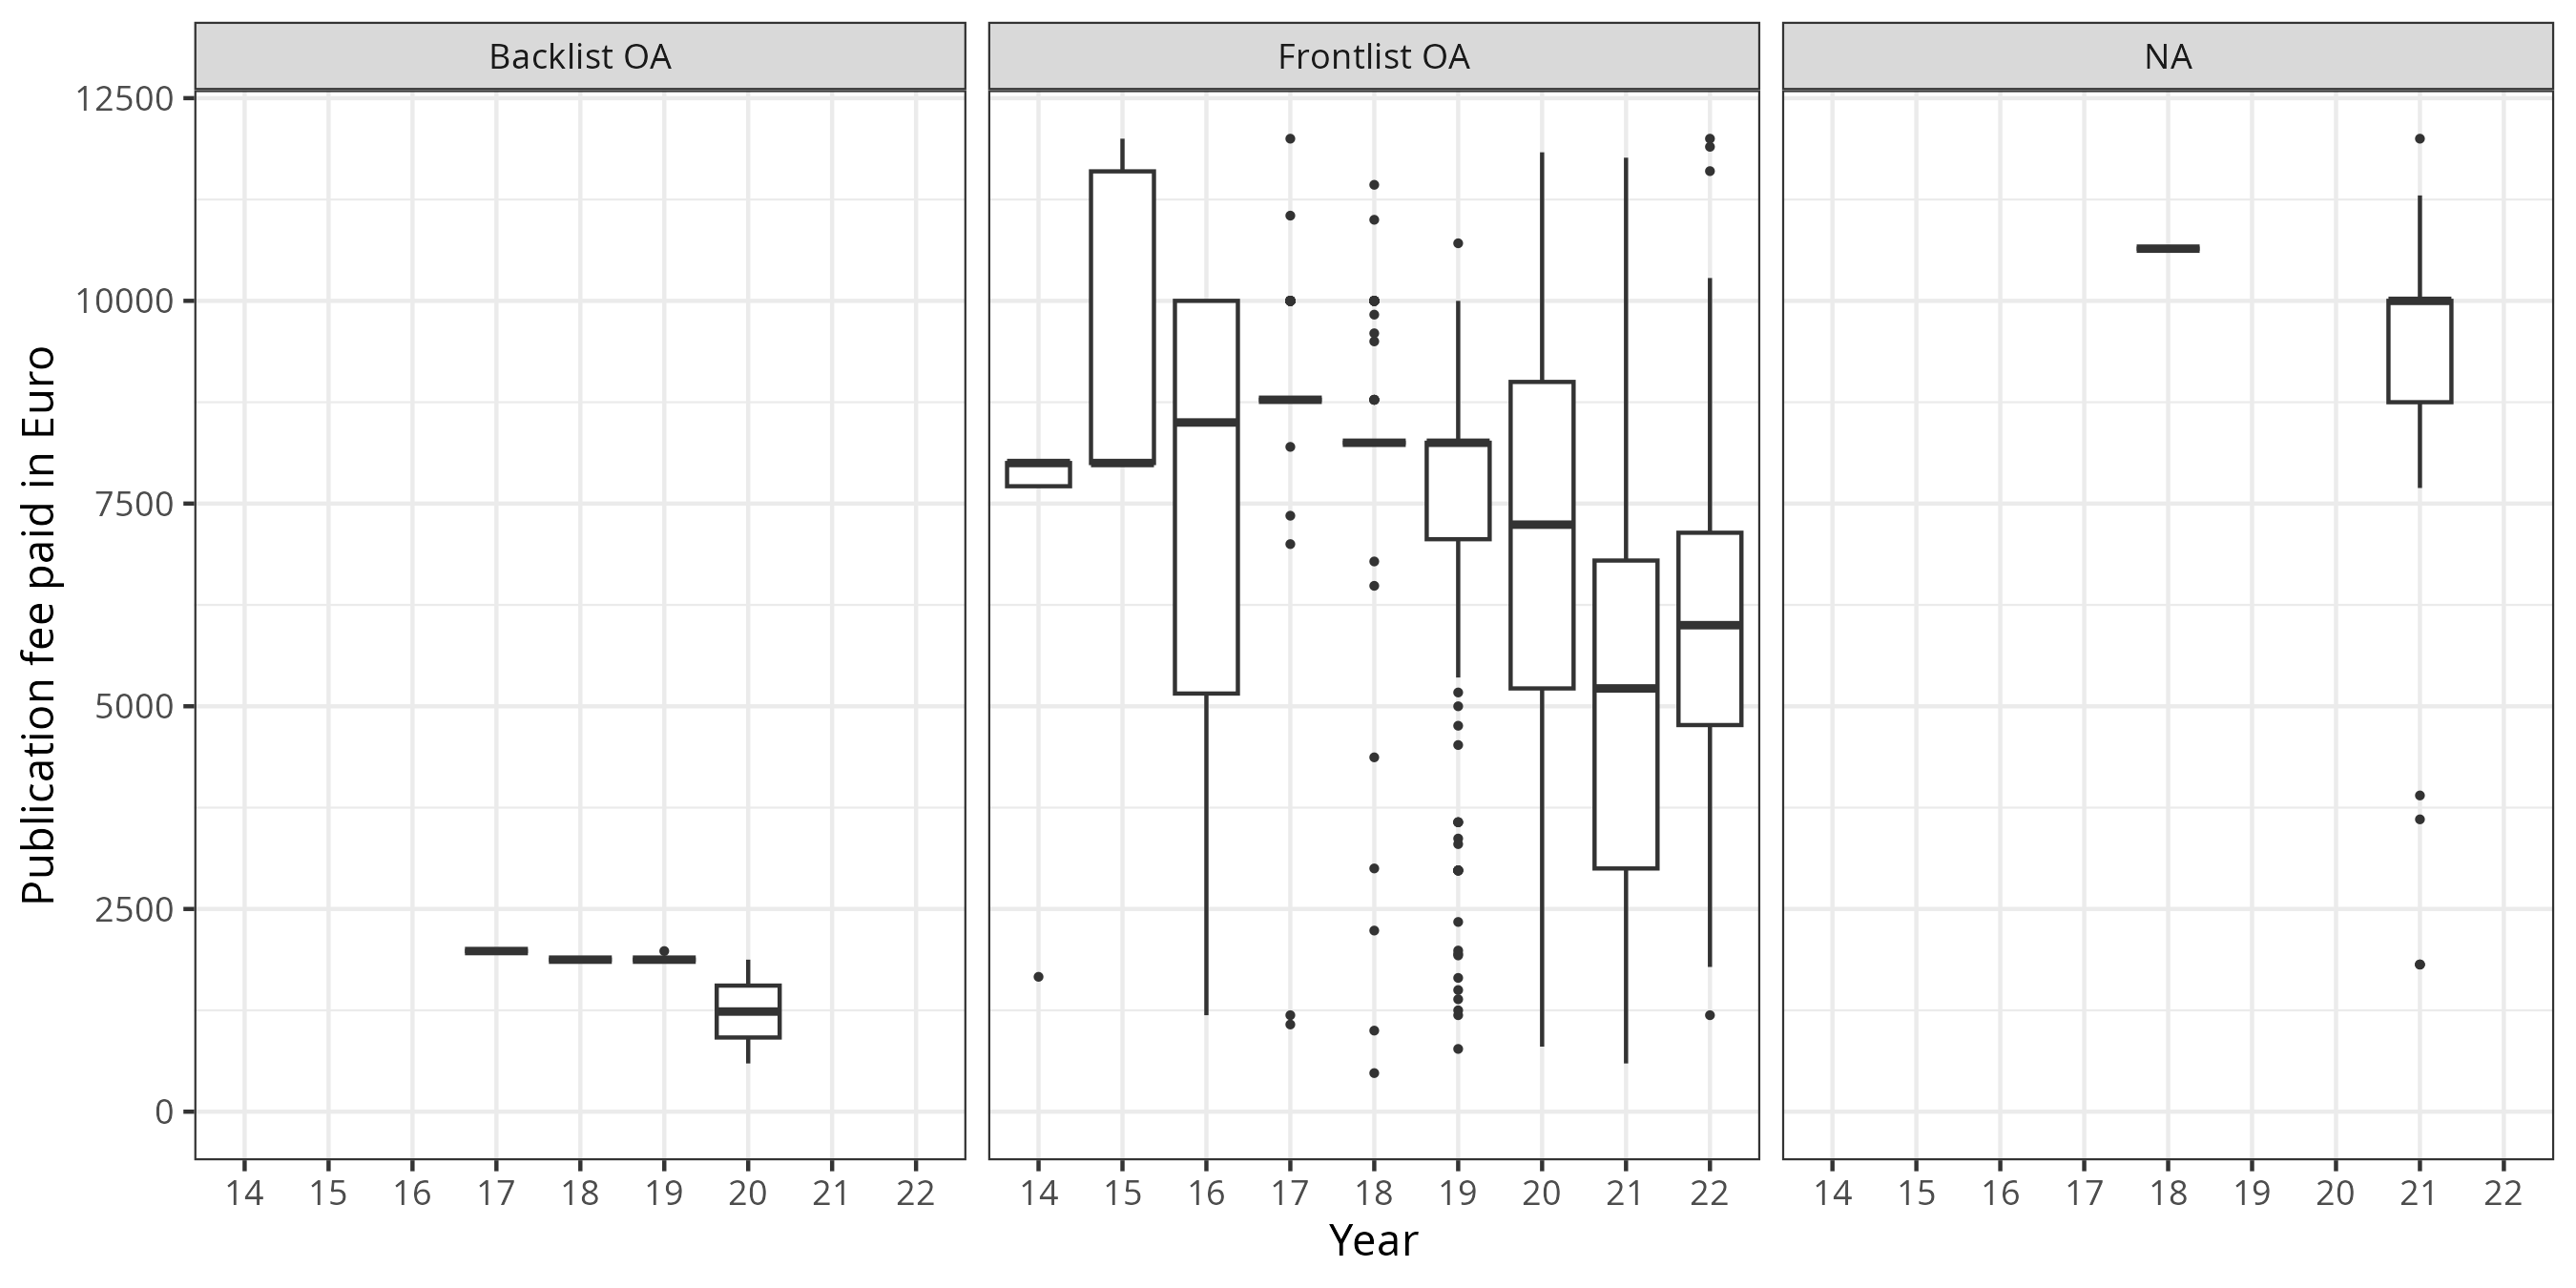 Backlist OA Frontlist OA NA
12500
10000
7500
5000
2500
0
Publication fee paid in Euro
14 15 16 17 18 19 20 21 22 14 15 16 17 18 19 20 21 22 14 15 16 17 18 19 20 21 22
Year